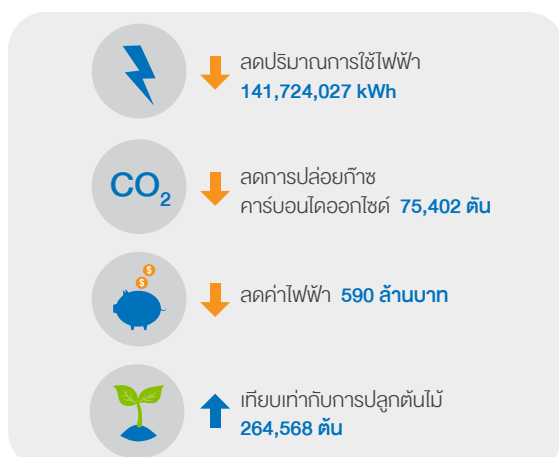 ลดปริมาณการใช้ไฟฟ้า
141,724,027 kWh
CO₂
ลดการปล่อยก๊าซ
คาร์บอนไดออกไซด์ 75,402 ตัน
$
$
ลดค่าไฟฟ้า 590 ล้านบาท
เทียบเท่ากับการปลูกต้นไม้
264,568 ต้น